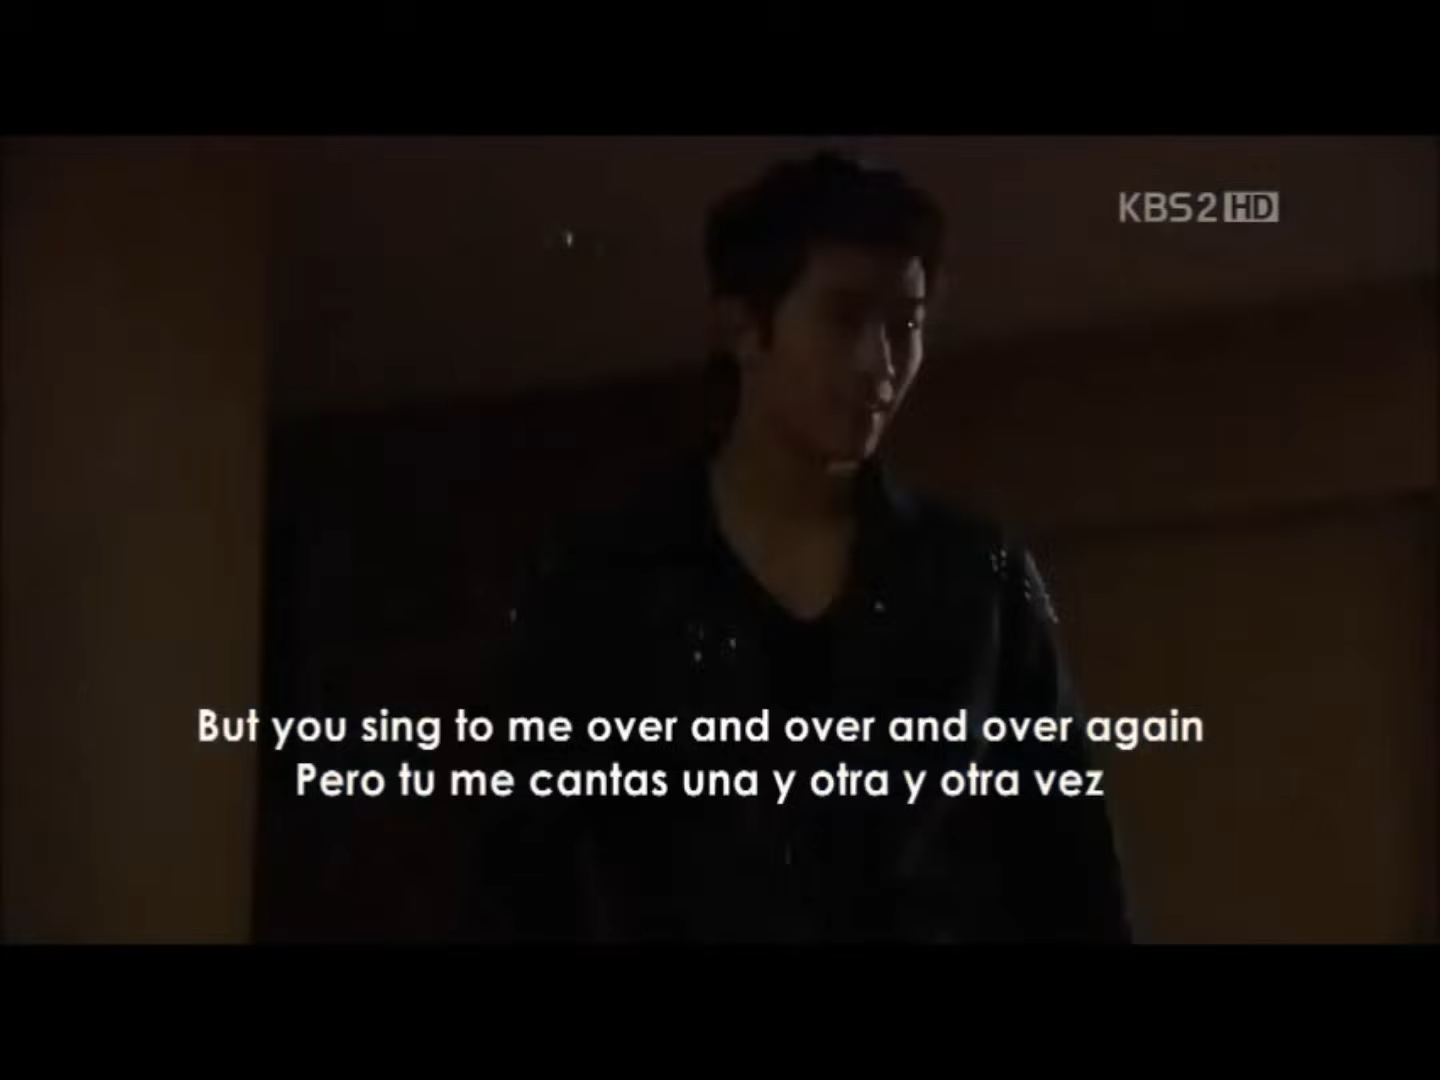 KBS2 HD
But you sing to me over and over and over again
Pero tu me cantas una y otra y otra vez